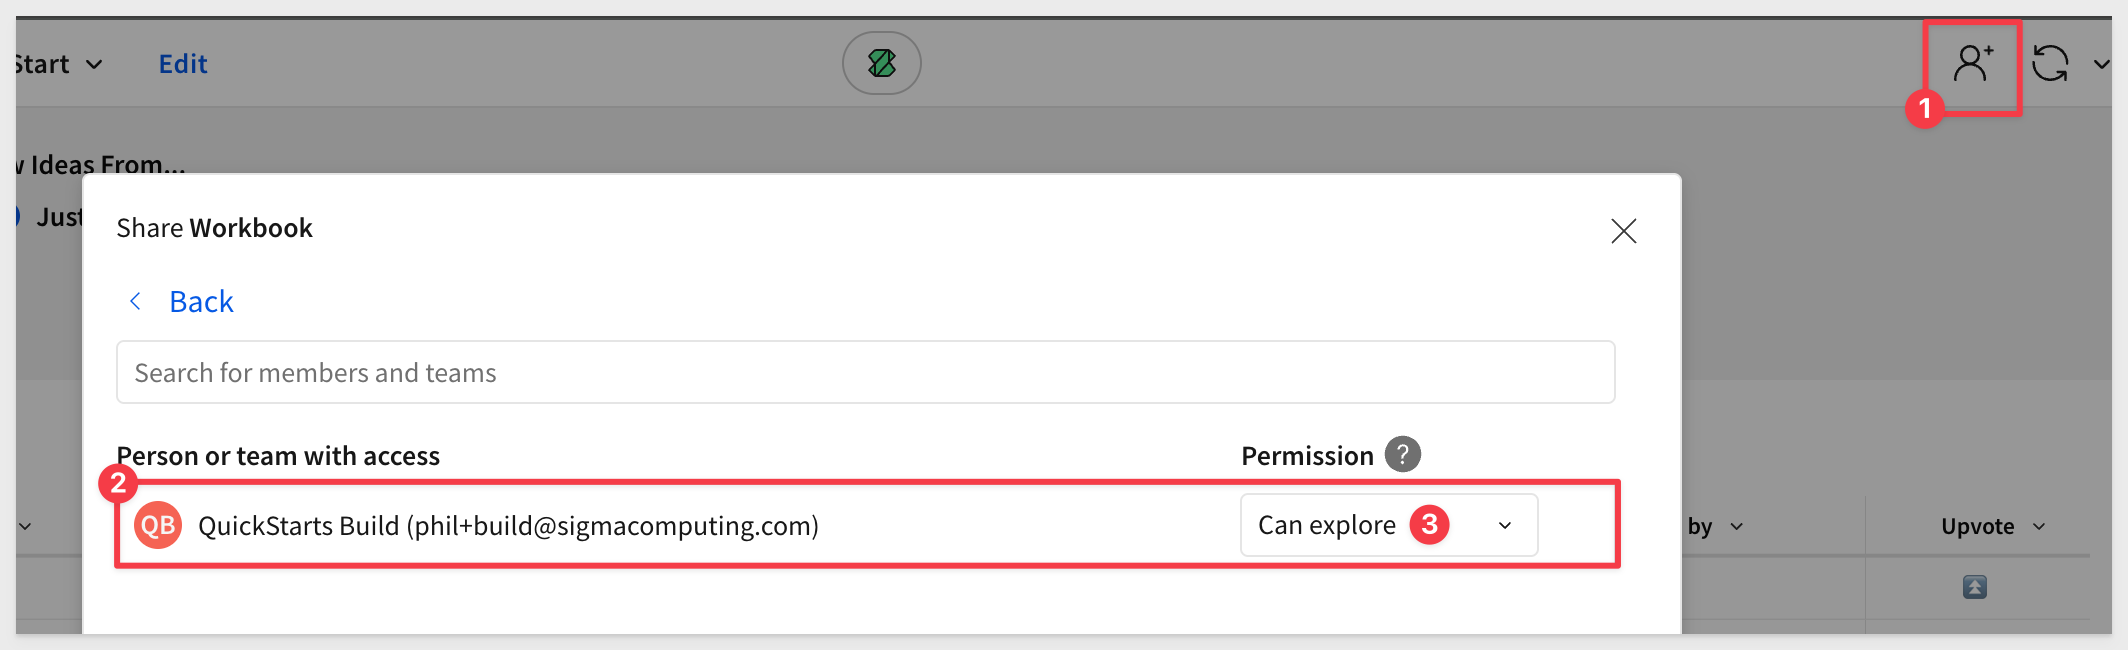 Start
Edit
1
w Ideas From...
Just
Share Workbook
Back
Search for members and teams
Person or team with access
Permission ?
2
QB QuickStarts Build (phil+build@sigmacomputing.com)
Can explore 3
by
Upvote